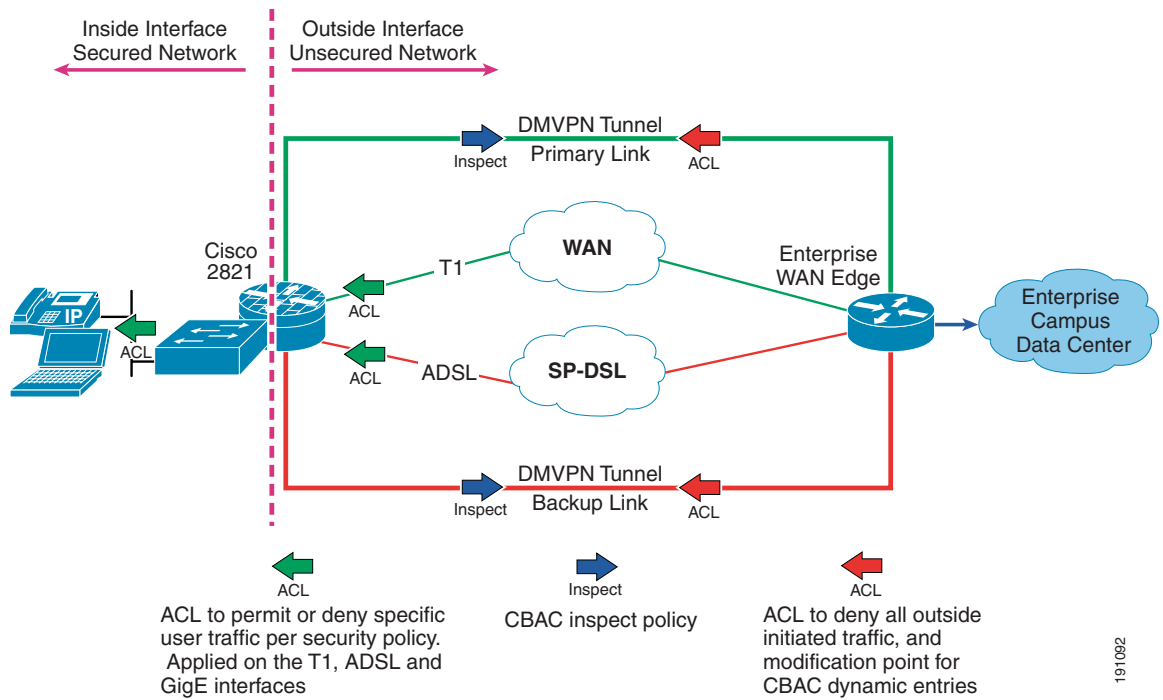 Inside Interface
Secured Network
Outside Interface
Unsecured Network
DMVPN Tunnel
Primary Link
Inspect
ACL
Cisco
2821
T1
WAN
Enterprise
WAN Edge
ACL
IP
ACL
Enterprise
Campus
Data Center
ACL
ADSL
SP-DSL
DMVPN Tunnel
Backup Link
Inspect
ACL
ACL
ACL to permit or deny specific
user traffic per security policy.
Applied on the T1, ADSL and
GigE interfaces
Inspect
CBAC inspect policy
ACL
ACL to deny all outside
initiated traffic, and
modification point for
CBAC dynamic entries
191092